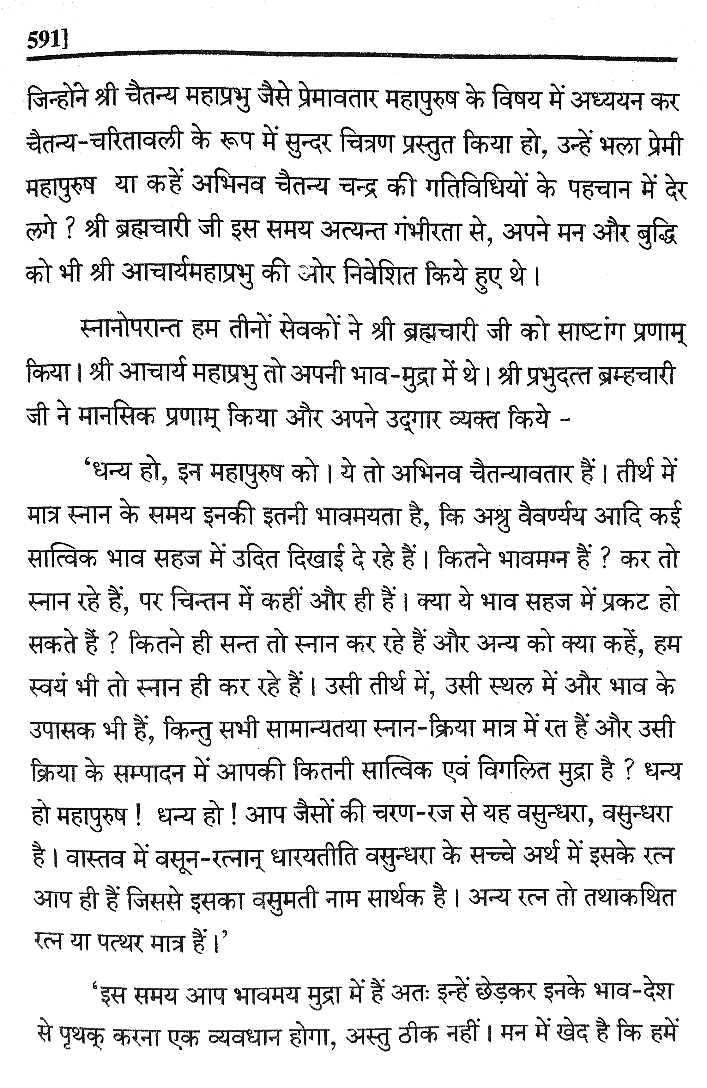 591]
जिन्होने श्री चैतन्य महाप्रभु जैसे प्रेमावतार महापुरुष के विषय में अध्ययन कर
चैतन्य-चरितावली के रूप में सुन्दर चित्रण प्रस्तुत किया हो, उन्हें भला प्रेमी
महापुरुष या कहें अभिनव चैतन्य चन्द्र की गतिविधियों के पहचान में देर
लगे ? श्री ब्रह्मचारी जी इस समय अत्यन्त गंभीरता से, अपने मन और बुद्धि
को भी श्री आचार्यमहाप्रभु की ओर निवेशित किये हुए थे।
स्नानोपरान्त हम तीनों सेवकों ने श्री ब्रह्मचारी जी को साष्टांग प्रणाम्
किया। श्री आचार्य महाप्रभु तो अपनी भाव-मुद्रा में थे। श्री प्रभुदत्त ब्रम्हचारी
जी ने मानसिक प्रणाम् किया और अपने उद्‌गार व्यक्त किये -
‘धन्य हो, इन महापुरुष को। ये तो अभिनव चैतन्यावतार हैं। तीर्थ में
मात्र स्नान के समय इनकी इतनी भावमयता है, कि अश्रु वैवर्ण्यय आदि कई
सात्विक भाव सहज में उदित दिखाई दे रहे हैं। कितने भावमग्न हैं ? कर तो
स्नान रहे हैं, पर चिन्तन में कहीं और ही हैं। क्या ये भाव सहज में प्रकट हो
सकते हैं ? कितने ही सन्त तो स्नान कर रहे हैं और अन्य को क्या कहें, हम
स्वयं भी तो स्नान ही कर रहे हैं। उसी तीर्थ में, उसी स्थल में और भाव के
उपासक भी हैं, किन्तु सभी सामान्यतया स्नान-क्रिया मात्र में रत हैं और उसी
क्रिया के सम्पादन में आपकी कितनी सात्विक एवं विगलित मुद्रा है ? धन्य
हो महापुरुष ! धन्य हो ! आप जैसों की चरण-रज से यह वसुन्धरा, वसुन्धरा
है। वास्तव में वसून-रत्नान् धारयतीति वसुन्धरा के सच्चे अर्थ में इसके रत्न
आप ही हैं जिससे इसका वसुमती नाम सार्थक है। अन्य रत्न तो तथाकथित
रत्न या पत्थर मात्र हैं।’
‘इस समय आप भावमय मुद्रा में हैं अतः इन्हें छेड़कर इनके भाव-देश
से पृथक् करना एक व्यवधान होगा, अस्तु ठीक नहीं। मन में खेद है कि हमें